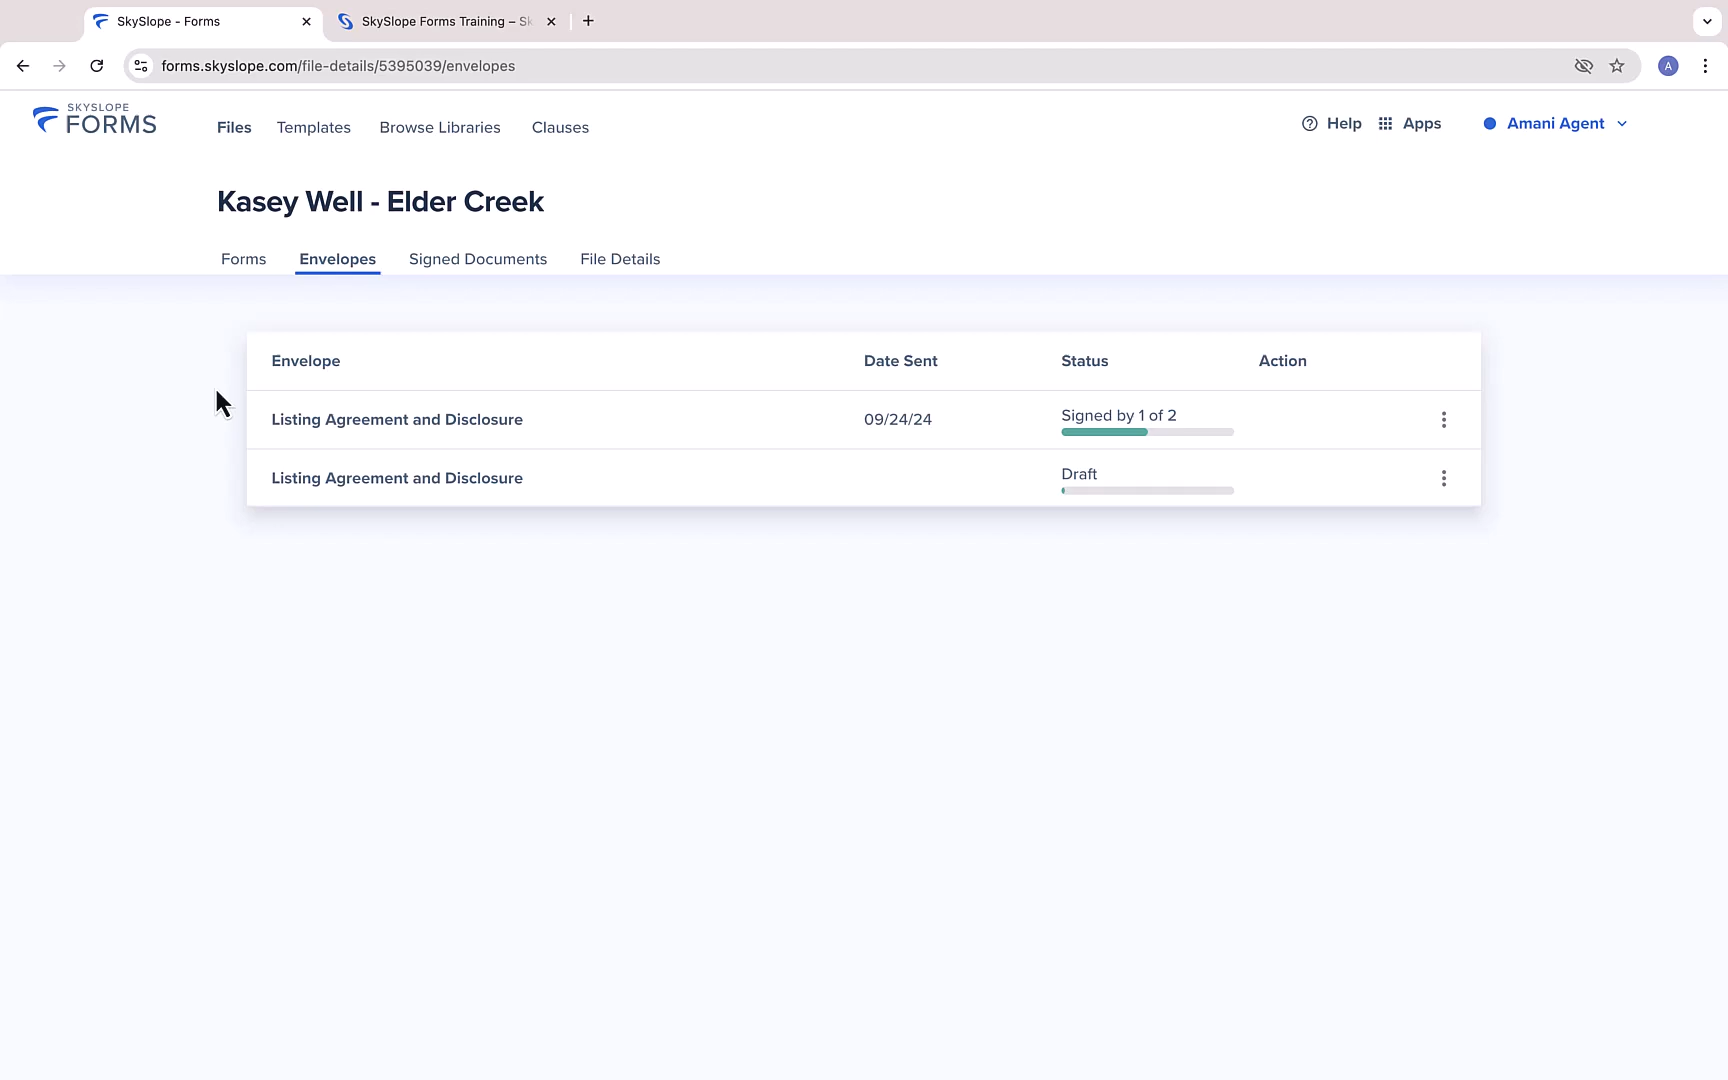 SkySlope - Forms
SkySlope Forms Training – Sk
forms.skyslope.com/file-details/5395039/envelopes
A
SKYSLOPE
FORMS
Files
Templates
Browse Libraries
Clauses
Help
Apps
Amani Agent
Kasey Well - Elder Creek
Forms
Envelopes
Signed Documents
File Details
Envelope
Date Sent
Status
Action
Listing Agreement and Disclosure
09/24/24
Signed by 1 of 2
Listing Agreement and Disclosure
Draft